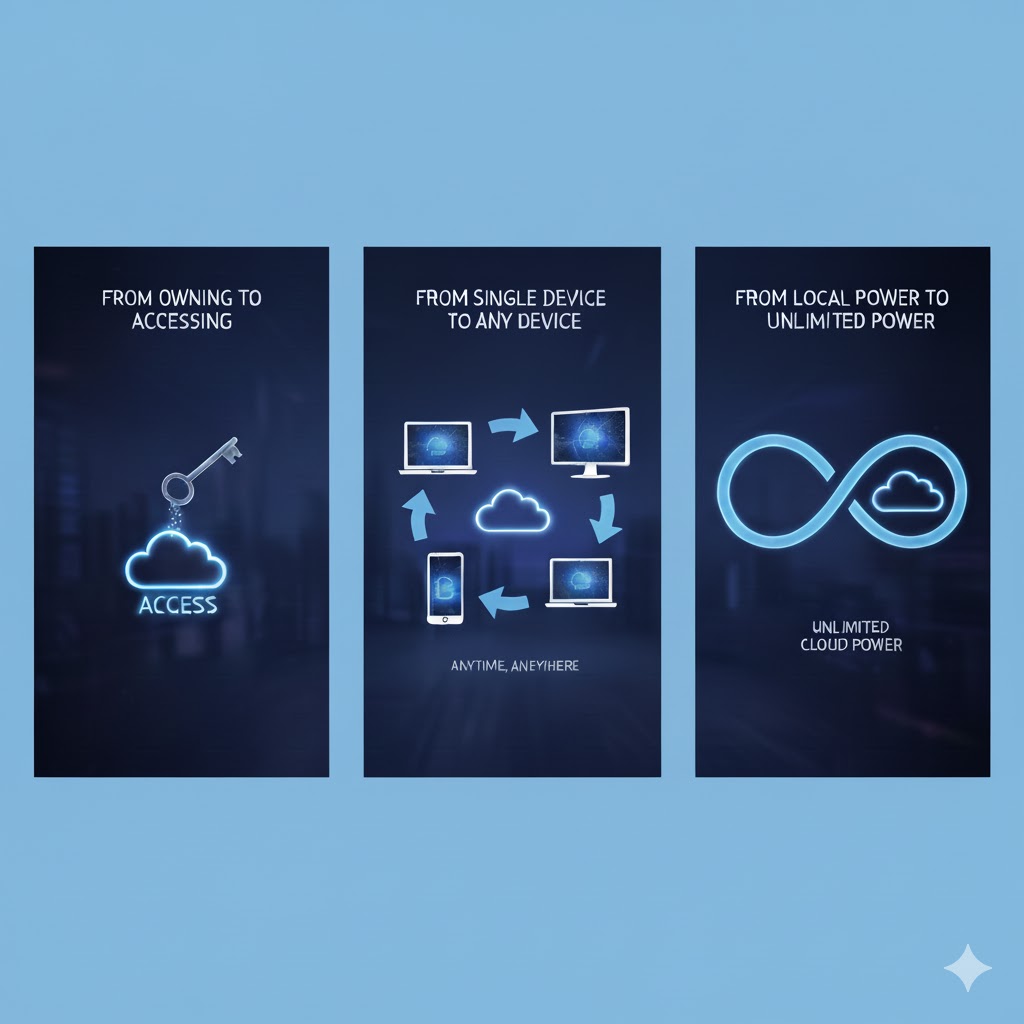 FROM OWNING TO
ACCESSING
ACCESS
FROM SINGLE DEVICE
TO ANY DEVICE
ANYTIME, ANEYIHERE
FROM LOCAL POWER TO
UNLIMITED POWER
UNLIMITED
CLOUD POWER